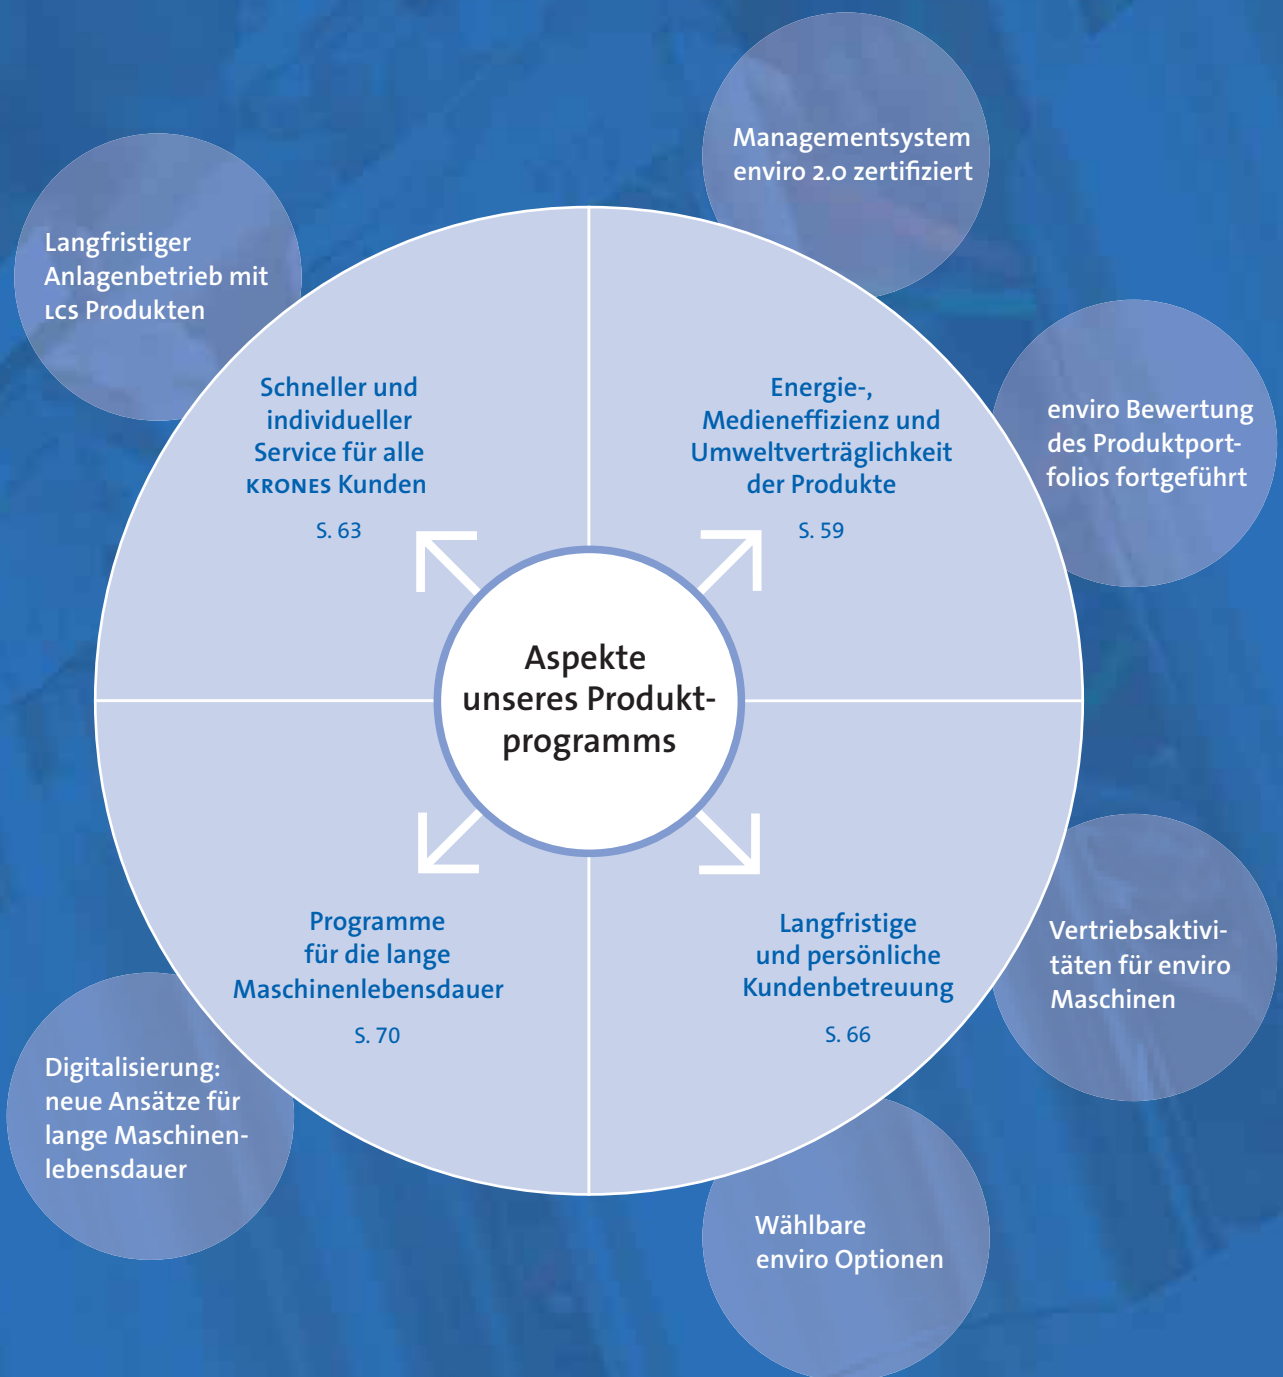 Managementsystem
enviro 2.0 zertifiziert
Langfristiger
Anlagenbetrieb mit
LCS Produkten
Schneller und
individueller
Service für alle
KRONES Kunden
S. 63
Energie-,
Medieneffizienz und
Umweltverträglichkeit
der Produkte
S. 59
enviro Bewertung
des Produktport-
folios fortgeführt
Aspekte
unseres Produkt-
programms
Programme
für die lange
Maschinenlebensdauer
S. 70
Langfristige
und persönliche
Kundenbetreuung
S. 66
Vertriebsaktivi-
täten für enviro
Maschinen
Digitalisierung:
neue Ansätze für
lange Maschinen-
lebensdauer
Wählbare
enviro Optionen